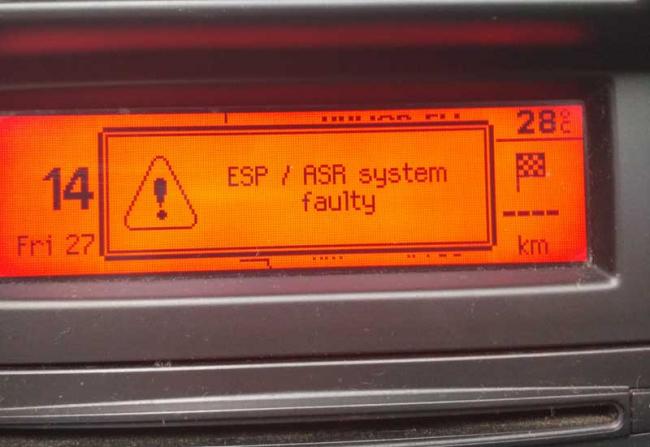 28°C
ESP / ASR system
faulty
14
Fri 27
----
km